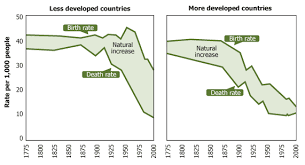 Less developed countries
More developed countries
Rate per 1,000 people
50
40
30
20
10
0
Birth rate
Natural
increase
Death rate
1775
1800
1825
1850
1875
1900
1925
1950
1975
2000
Birth rate
Natural
increase
Death rate
1775
1800
1825
1850
1875
1900
1925
1950
1975
2000